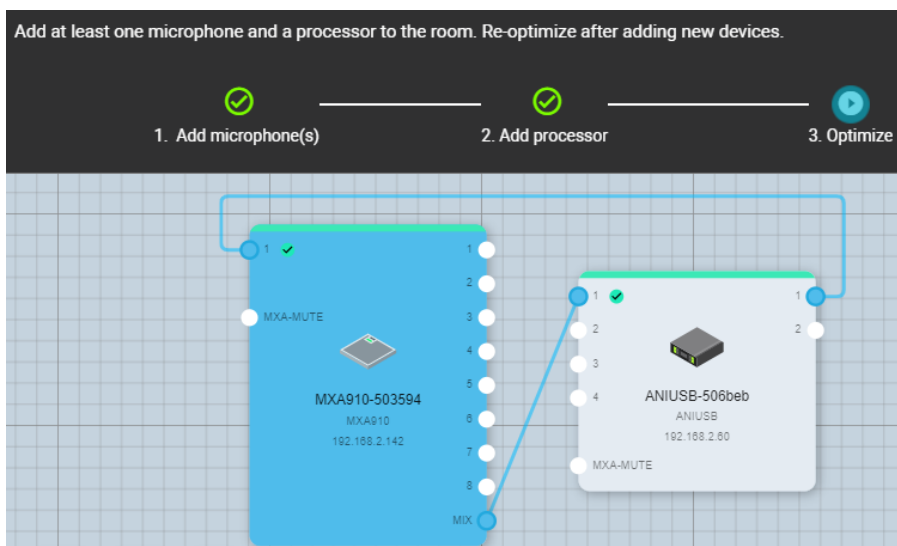 Add at least one microphone and a processor to the room. Re-optimize after adding new devices.
1. Add microphone(s)
2. Add processor
3. Optimize
1
MXA-MUTE
1
2
3
4
5
6
7
8
MIX
MXA910-503594
MXA910
192.168.2.142
1
2
3
4
MXA-MUTE
1
2
ANIUSB-506beb
ANIUSB
192.168.2.60